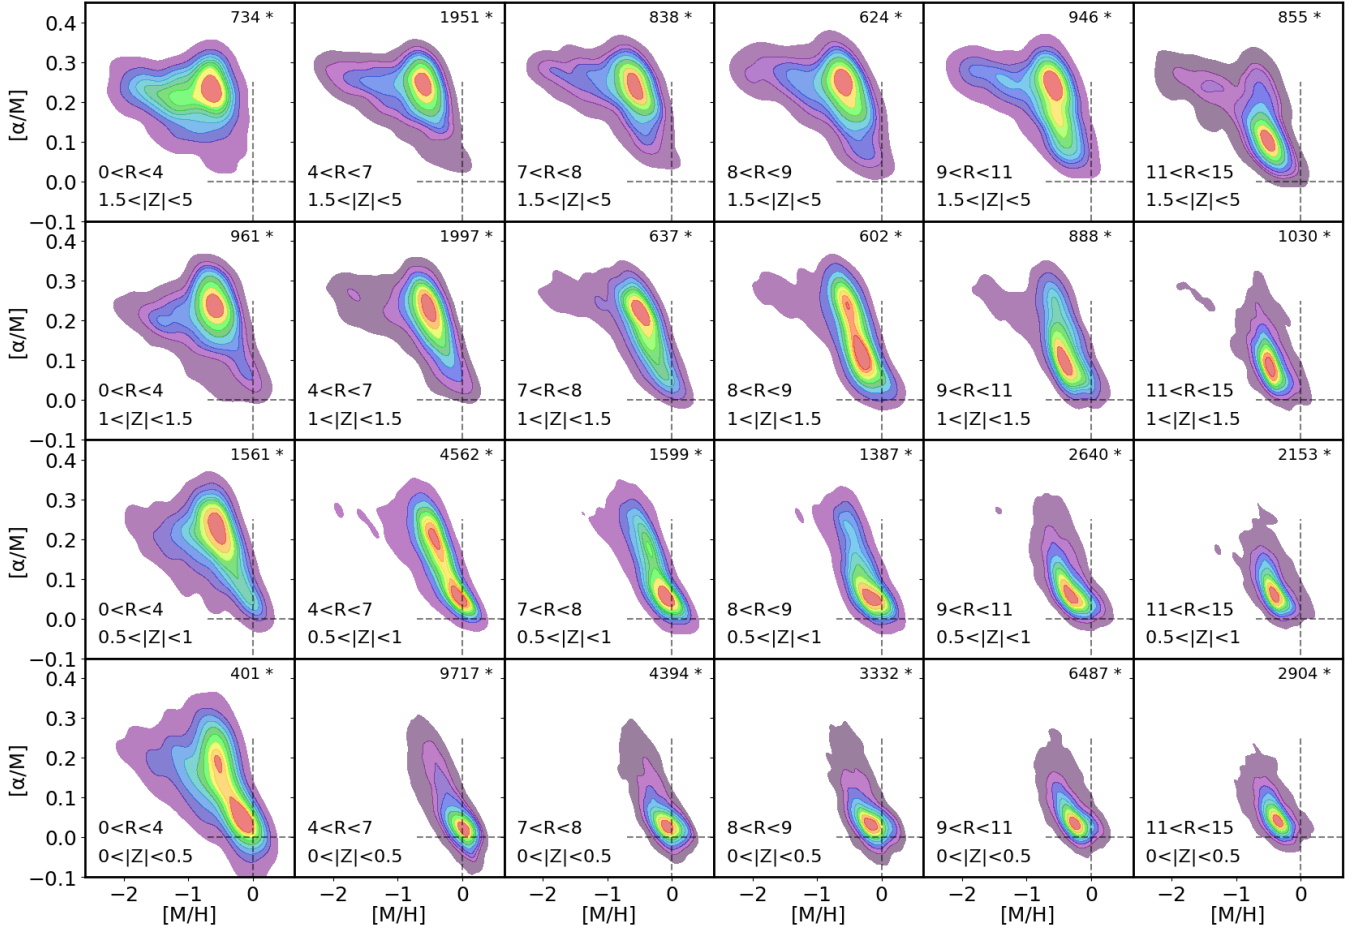 734 *
1951 *
838 *
624 *
946 *
855 *
0.4
0.3
0.2
0.1
0.0
−0.1
[α/M]
0<R<4
1.5<|Z|<5
4<R<7
1.5<|Z|<5
7<R<8
1.5<|Z|<5
8<R<9
1.5<|Z|<5
9<R<11
1.5<|Z|<5
11<R<15
1.5<|Z|<5
961 *
1997 *
637 *
602 *
888 *
1030 *
0.4
0.3
0.2
0.1
0.0
−0.1
[α/M]
0<R<4
1<|Z|<1.5
4<R<7
1<|Z|<1.5
7<R<8
1<|Z|<1.5
8<R<9
1<|Z|<1.5
9<R<11
1<|Z|<1.5
11<R<15
1<|Z|<1.5
1561 *
4562 *
1599 *
1387 *
2640 *
2153 *
0.4
0.3
0.2
0.1
0.0
−0.1
[α/M]
0<R<4
0.5<|Z|<1
4<R<7
0.5<|Z|<1
7<R<8
0.5<|Z|<1
8<R<9
0.5<|Z|<1
9<R<11
0.5<|Z|<1
11<R<15
0.5<|Z|<1
401 *
9717 *
4394 *
3332 *
6487 *
2904 *
0.4
0.3
0.2
0.1
0.0
−0.1
[α/M]
0<R<4
0<|Z|<0.5
4<R<7
0<|Z|<0.5
7<R<8
0<|Z|<0.5
8<R<9
0<|Z|<0.5
9<R<11
0<|Z|<0.5
11<R<15
0<|Z|<0.5
−2 −1 0
−2 −1 0
−2 −1 0
−2 −1 0
−2 −1 0
−2 −1 0
[M/H]
[M/H]
[M/H]
[M/H]
[M/H]
[M/H]